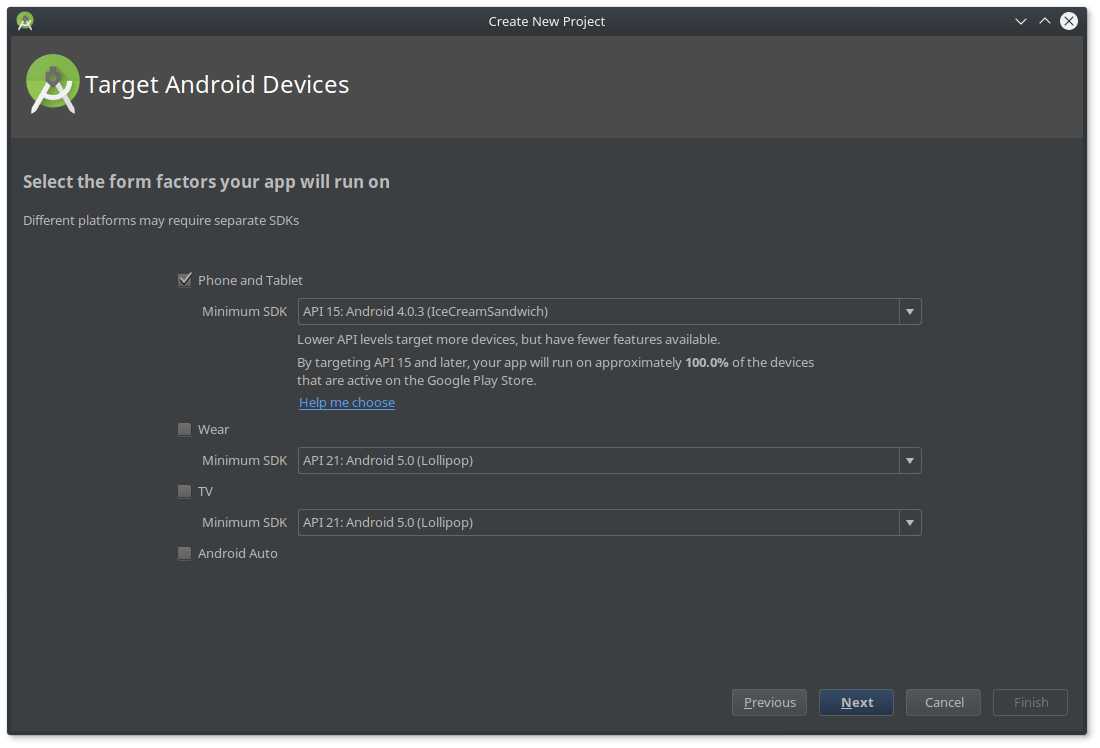 Create New Project
Target Android Devices
Select the form factors your app will run on
Different platforms may require separate SDKs
Phone and Tablet
Minimum SDK API 15: Android 4.0.3 (IceCreamSandwich)
Lower API levels target more devices, but have fewer features available.
By targeting API 15 and later, your app will run on approximately 100.0% of the devices
that are active on the Google Play Store.
Help me choose
Wear
Minimum SDK API 21: Android 5.0 (Lollipop)
TV
Minimum SDK API 21: Android 5.0 (Lollipop)
Android Auto
Previous Next Cancel Finish